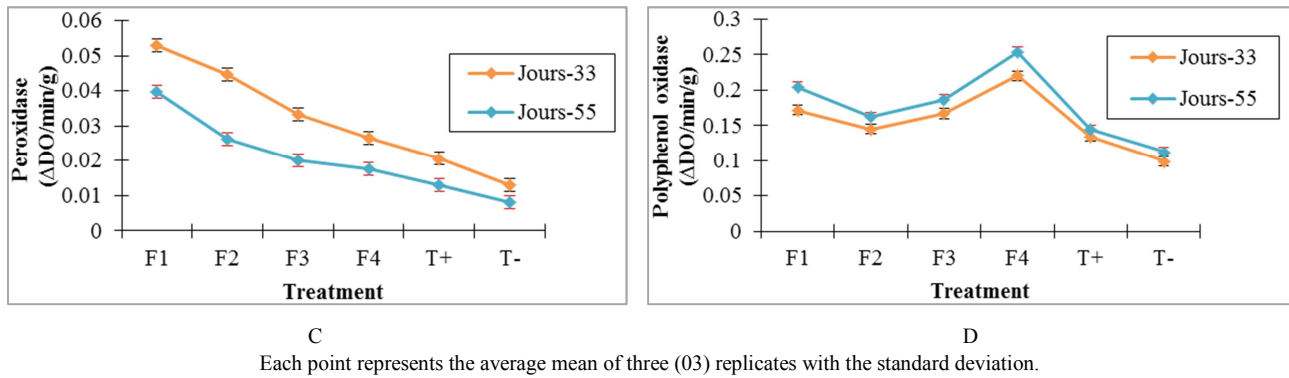 Peroxidase
(ΔDO/min/g)
0.06
0.05
0.04
0.03
0.02
0.01
0
Jours-33
Jours-55
F1 F2 F3 F4 T+ T-
Treatment
C
Polyphenol oxidase
(ΔDO/min/g)
0.3
0.25
0.2
0.15
0.1
0.05
0
Jours-33
Jours-55
F1 F2 F3 F4 T+ T-
Treatment
D
Each point represents the average mean of three (03) replicates with the standard deviation.